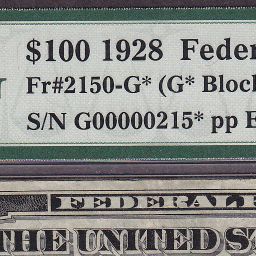 $100 1928 Feder
Fr#2150-G* (G* Block
S/N G00000215* pp E
FEDERAL R
THE UNITED S